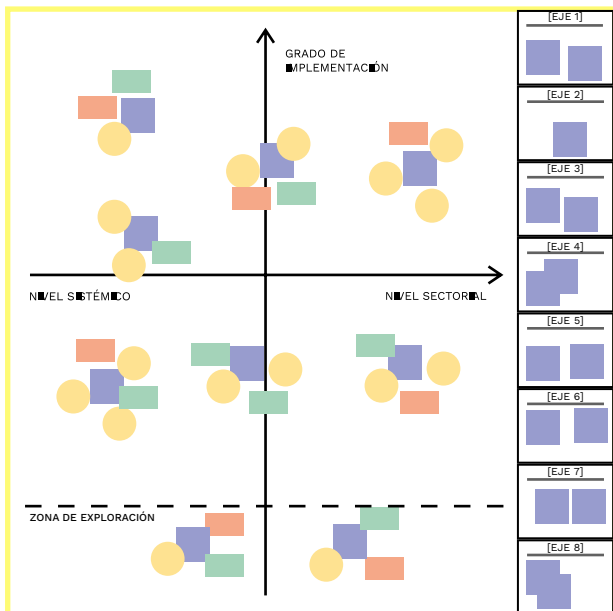 GRADO DE
IMPLEMENTACIÓN
NIVEL SISTÉMICO
NIVEL SECTORIAL
ZONA DE EXPLORACIÓN
[EJE 1]
[EJE 2]
[EJE 3]
[EJE 4]
[EJE 5]
[EJE 6]
[EJE 7]
[EJE 8]